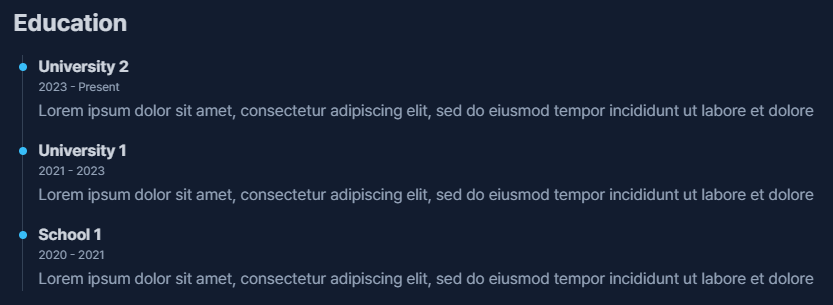 Education
University 2
2023 - Present
Lorem ipsum dolor sit amet, consectetur adipiscing elit, sed do eiusmod tempor incididunt ut labore et dolore
University 1
2021 - 2023
Lorem ipsum dolor sit amet, consectetur adipiscing elit, sed do eiusmod tempor incididunt ut labore et dolore
School 1
2020 - 2021
Lorem ipsum dolor sit amet, consectetur adipiscing elit, sed do eiusmod tempor incididunt ut labore et dolore